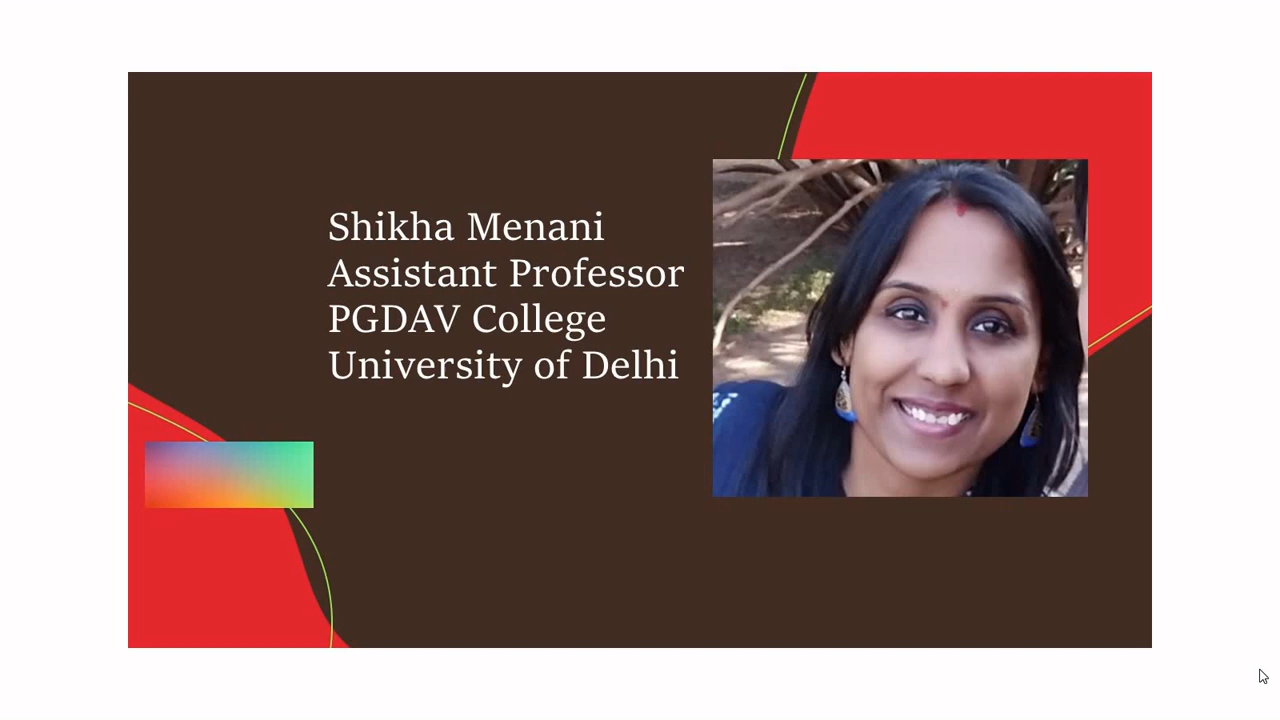 Shikha Menani
Assistant Professor
PGDAV College
University of Delhi